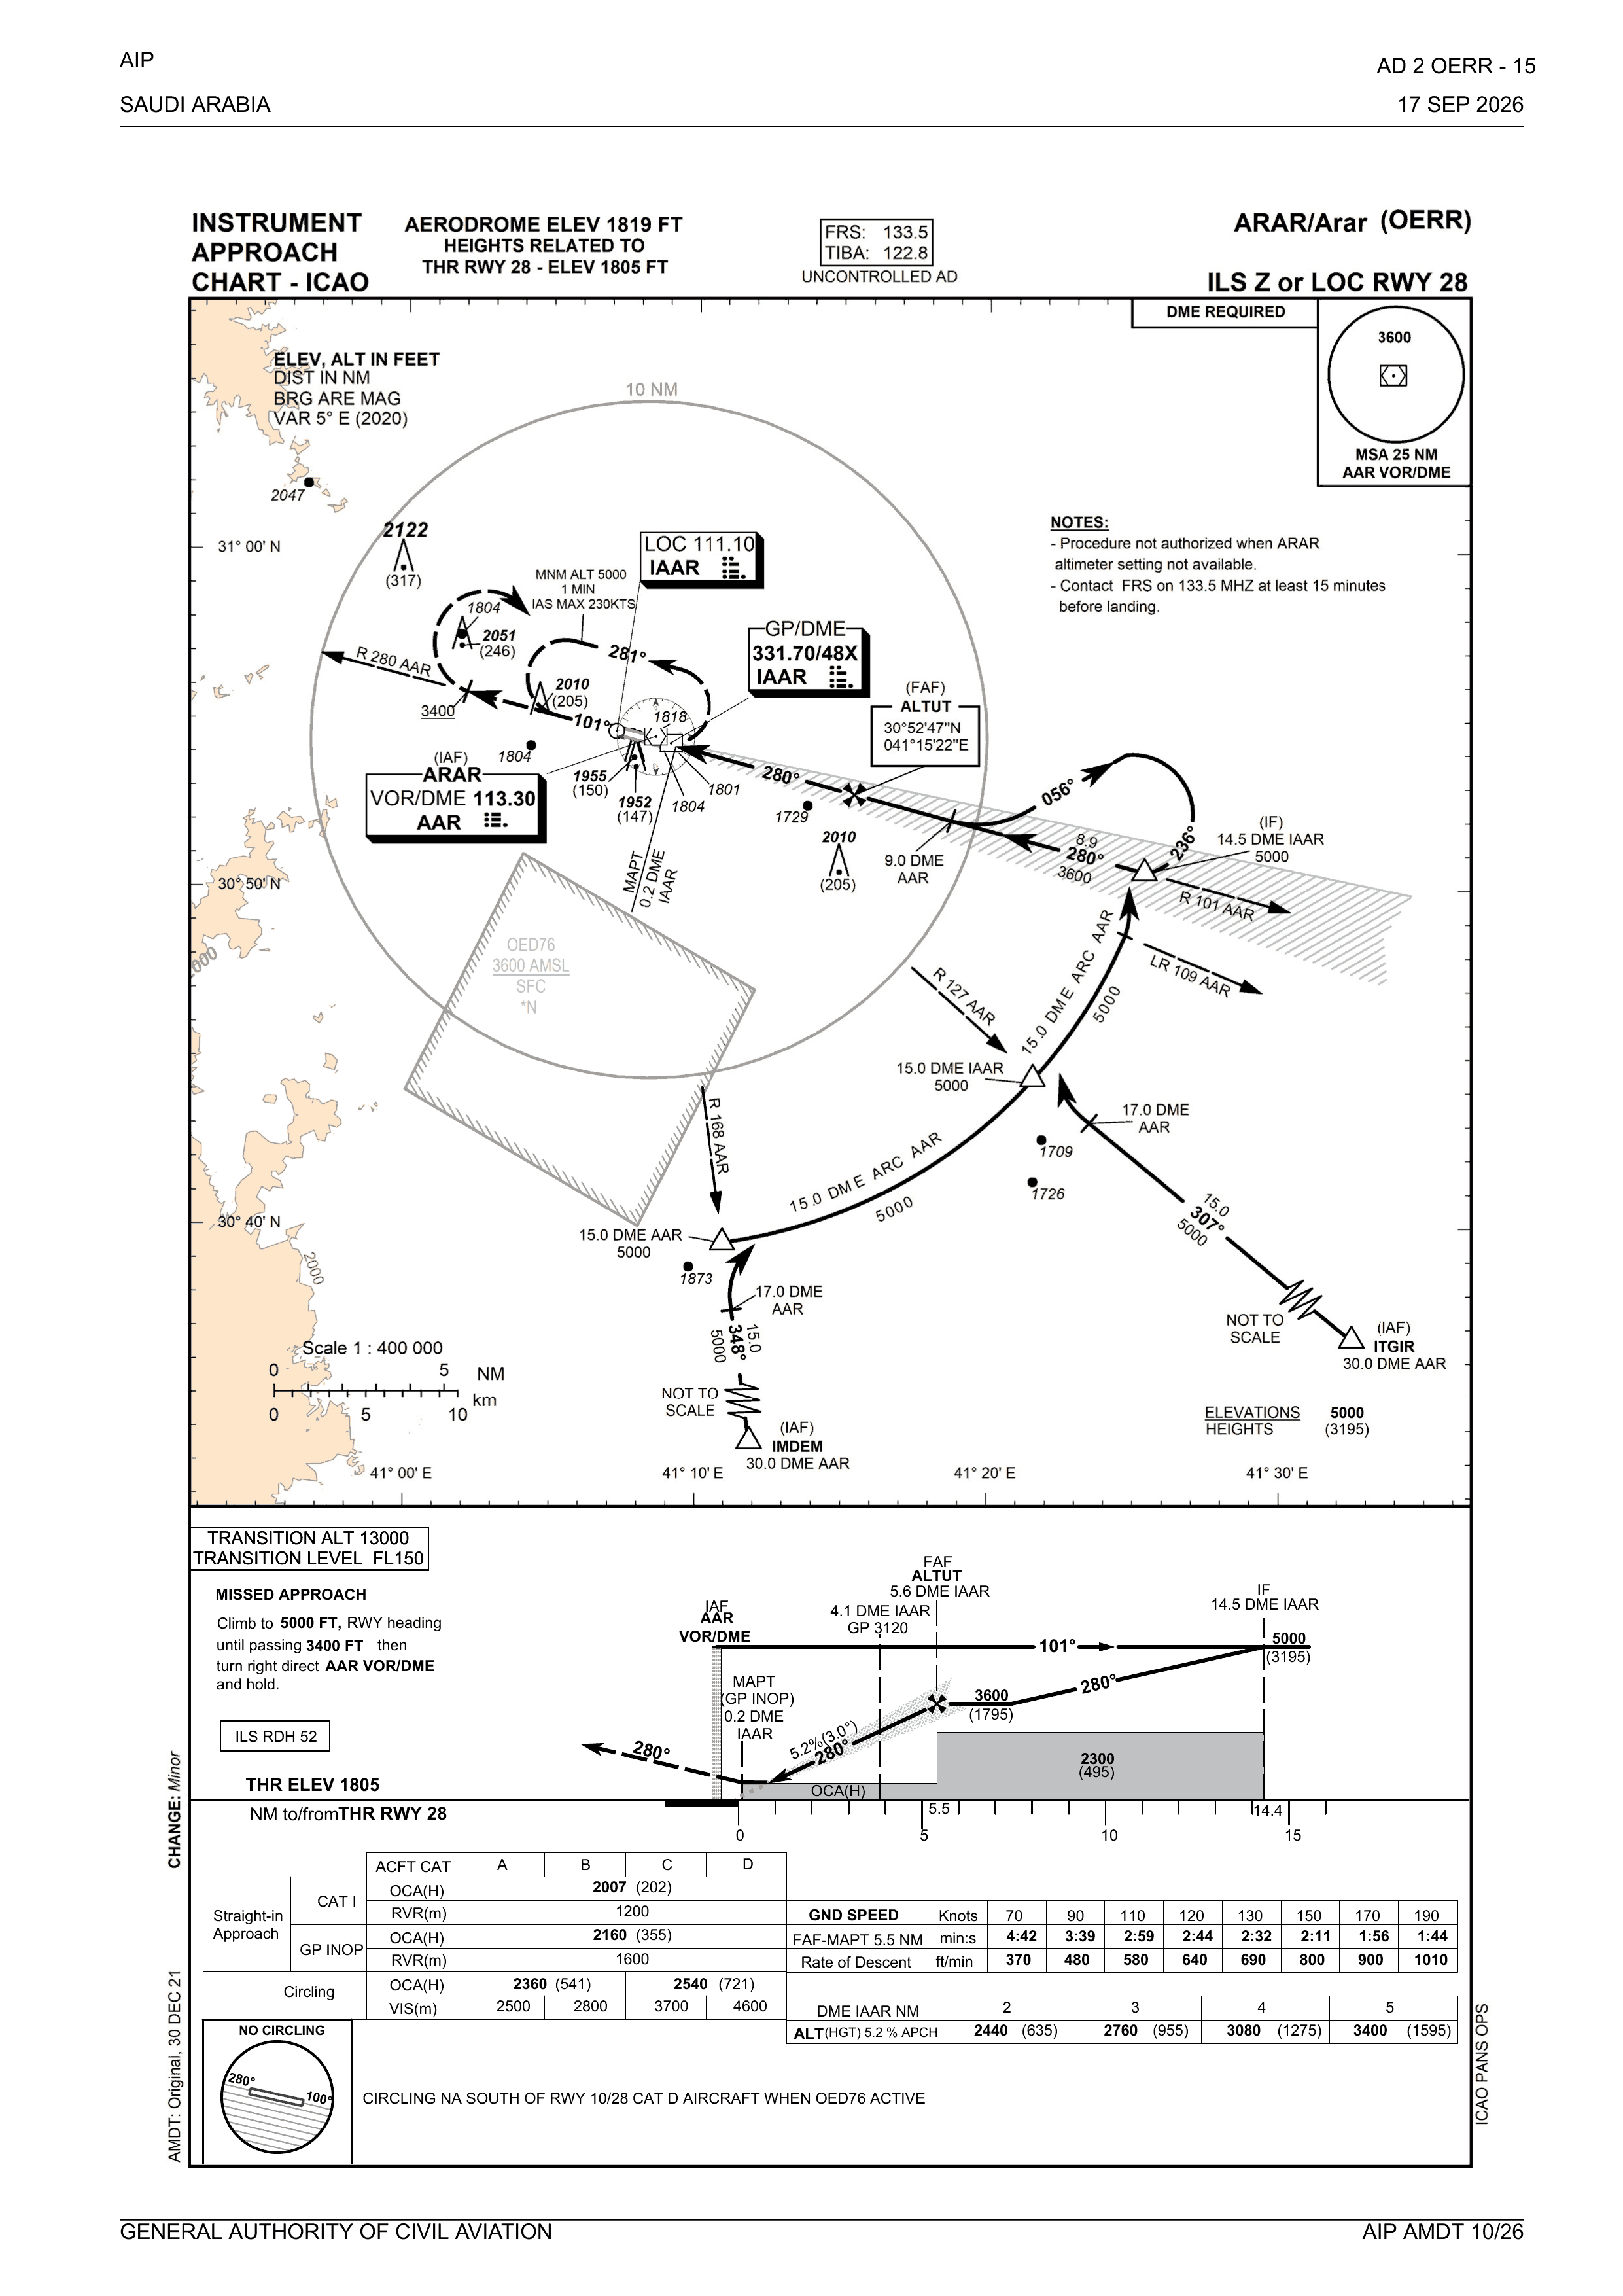 AIP
AD 2 OERR - 15
SAUDI ARABIA
17 SEP 2026
INSTRUMENT
APPROACH
CHART - ICAO
AERODROME ELEV 1819 FT
HEIGHTS RELATED TO
THR RWY 28 - ELEV 1805 FT
FRS: 133.5
TIBA: 122.8
UNCONTROLLED AD
ARAR/Arar (OERR)
ILS Z or LOC RWY 28
DME REQUIRED
3600
MSA 25 NM
AAR VOR/DME
ELEV, ALT IN FEET
DIST IN NM
BRG ARE MAG
VAR 5° E (2020)
10 NM
2047
31° 00' N
2122
(317)
NOTES:
- Procedure not authorized when ARAR
altimeter setting not available.
- Contact FRS on 133.5 MHZ at least 15 minutes
before landing.
LOC 111.10
IAAR
MNM ALT 5000
1 MIN
IAS MAX 230KTS
1804
2051
(246)
R 280 AAR
281°
GP/DME
331.70/48X
IAAR
2010
(205)
3400
101°
1818
(FAF)
ALTUT
30°52'47"N
041°15'22"E
1804
(IAF)
ARAR
VOR/DME 113.30
AAR
1955
(150)
1952
(147)
1804
1801
280°
1729
2010
(205)
056°
236°
(IF)
14.5 DME IAAR
5000
9.0 DME
AAR
8.9
280°
3600
R 101 AAR
MAPT
0.2 DME
IAAR
30° 50' N
OED76
3600 AMSL
SFC
*N
LR 109 AAR
R 127 AAR
15.0 DME ARC AAR
5000
15.0 DME IAAR
5000
17.0 DME
AAR
1709
1726
R 168 AAR
15.0 DME ARC AAR
5000
30° 40' N
15.0 DME AAR
5000
1873
15.0
307°
5000
2000
17.0 DME
AAR
15.0
348°
5000
NOT TO
SCALE
(IAF)
ITGIR
30.0 DME AAR
Scale 1 : 400 000
0 5 NM
0 5 10 km
NOT TO
SCALE
(IAF)
IMDEM
30.0 DME AAR
ELEVATIONS 5000
HEIGHTS (3195)
41° 00' E
41° 10' E
41° 20' E
41° 30' E
TRANSITION ALT 13000
TRANSITION LEVEL FL150
MISSED APPROACH
Climb to 5000 FT, RWY heading
until passing 3400 FT then
turn right direct AAR VOR/DME
and hold.
ILS RDH 52
IAF
AAR
VOR/DME
4.1 DME IAAR
GP 3120
FAF
ALTUT
5.6 DME IAAR
IF
14.5 DME IAAR
101°
5000
(3195)
MAPT
(GP INOP)
0.2 DME
IAAR
3600
(1795)
280°
5.2%(3.0°)
280°
280°
2300
(495)
OCA(H)
THR ELEV 1805
NM to/from THR RWY 28
5.5
14.4
0 5 10 15
CHANGE: Minor
AMDT: Original, 30 DEC 21
ICAO PANS OPS
ACFT CAT A B C D
Straight-in
Approach
CAT I
OCA(H) 2007 (202)
RVR(m) 1200
GP INOP
OCA(H) 2160 (355)
RVR(m) 1600
Circling
OCA(H) 2360 (541) 2540 (721)
VIS(m) 2500 2800 3700 4600
GND SPEED Knots 70 90 110 120 130 150 170 190
FAF-MAPT 5.5 NM min:s 4:42 3:39 2:59 2:44 2:32 2:11 1:56 1:44
Rate of Descent ft/min 370 480 580 640 690 800 900 1010
DME IAAR NM 2 3 4 5
ALT(HGT) 5.2 % APCH 2440 (635) 2760 (955) 3080 (1275) 3400 (1595)
NO CIRCLING
280°
100°
CIRCLING NA SOUTH OF RWY 10/28 CAT D AIRCRAFT WHEN OED76 ACTIVE
GENERAL AUTHORITY OF CIVIL AVIATION
AIP AMDT 10/26